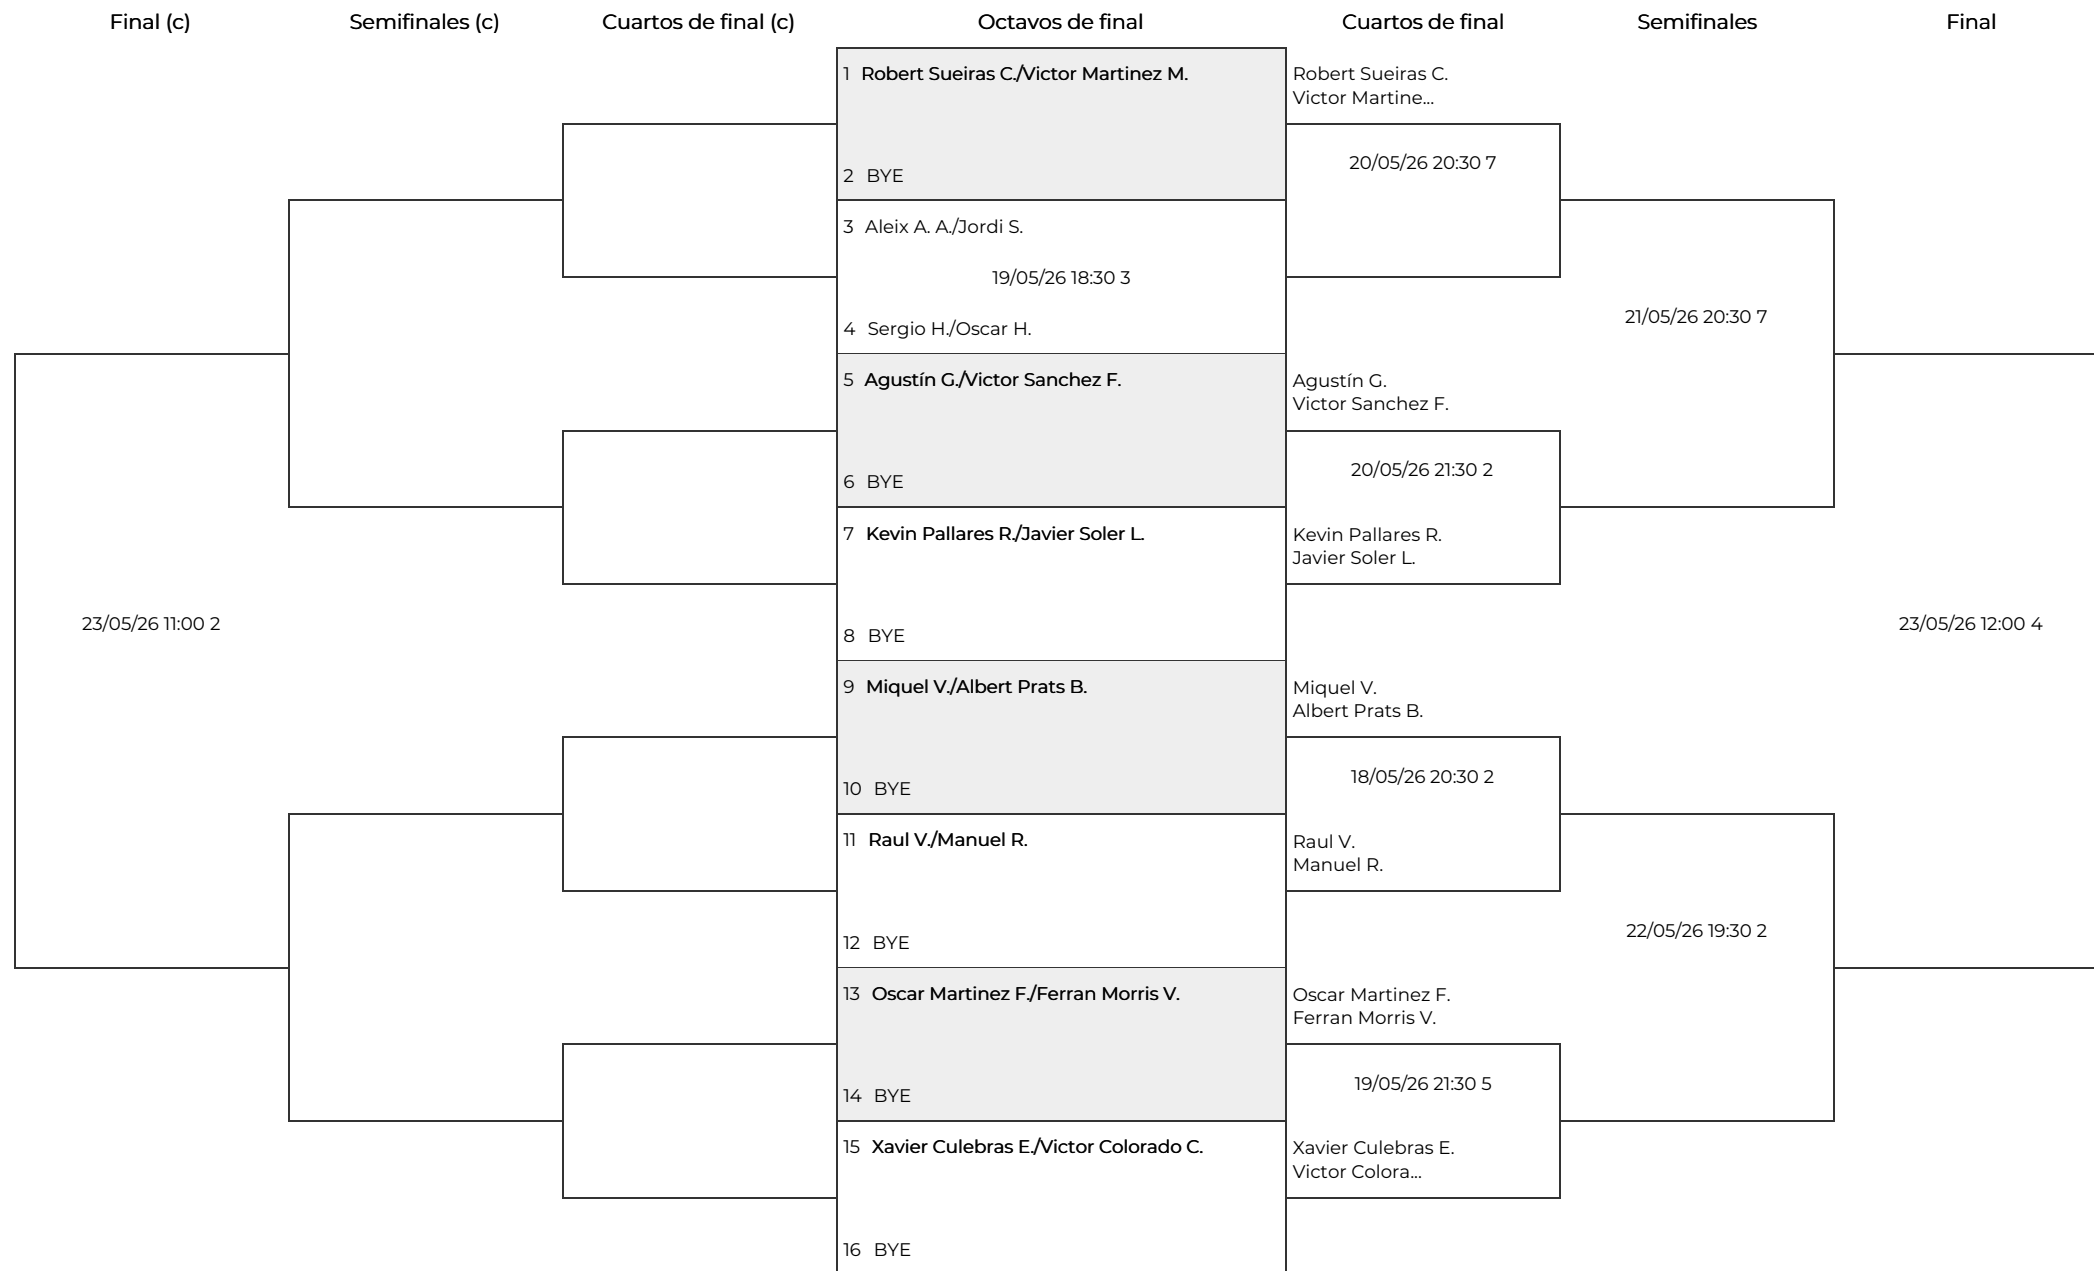 Final (c) Semifinales (c) Cuartos de final (c) Octavos de final Cuartos de final Semifinales Final
1 Robert Sueiras C./Victor Martinez M.
2 BYE
3 Aleix A. A./Jordi S.
19/05/26 18:30 3
4 Sergio H./Oscar H.
5 Agustín G./Victor Sanchez F.
6 BYE
7 Kevin Pallares R./Javier Soler L.
8 BYE
9 Miquel V./Albert Prats B.
10 BYE
11 Raul V./Manuel R.
12 BYE
13 Oscar Martinez F./Ferran Morris V.
14 BYE
15 Xavier Culebras E./Victor Colorado C.
16 BYE
Robert Sueiras C.
Victor Martine...
20/05/26 20:30 7
Agustín G.
Victor Sanchez F.
20/05/26 21:30 2
Kevin Pallares R.
Javier Soler L.
Miquel V.
Albert Prats B.
18/05/26 20:30 2
Raul V.
Manuel R.
Oscar Martinez F.
Ferran Morris V.
19/05/26 21:30 5
Xavier Culebras E.
Victor Colora...
21/05/26 20:30 7
22/05/26 19:30 2
23/05/26 12:00 4
23/05/26 11:00 2